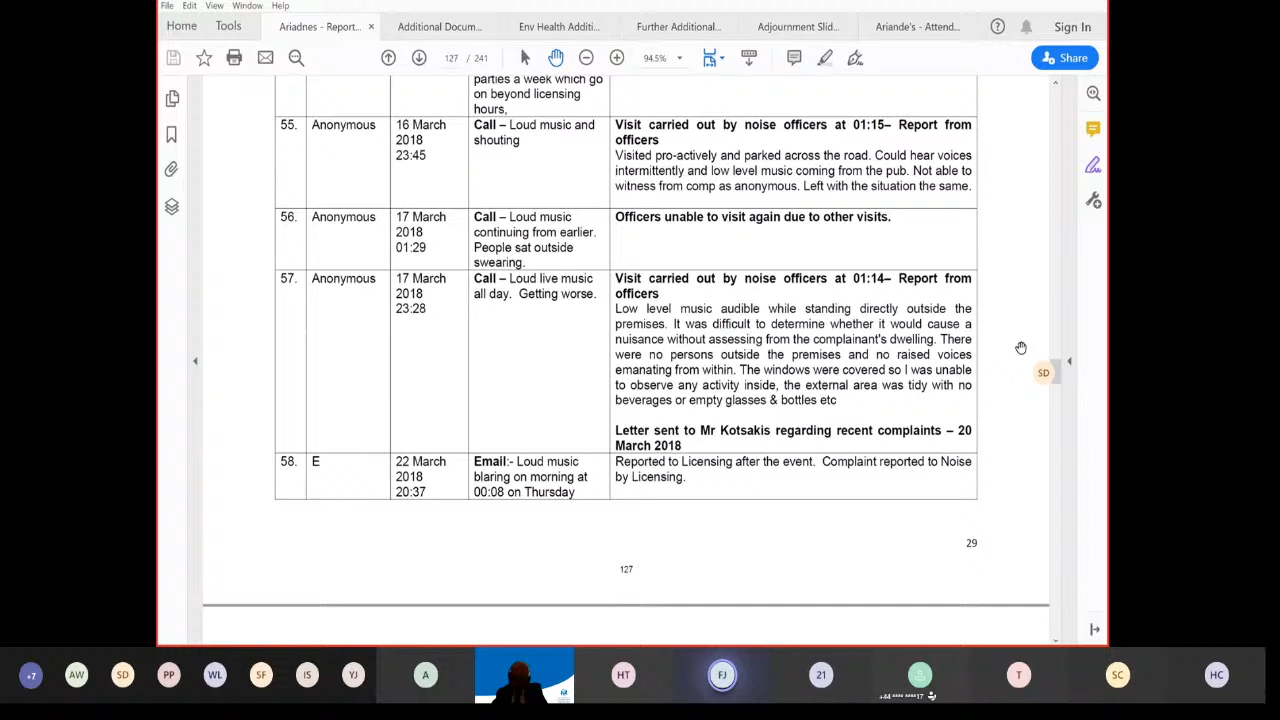 File Edit View Window Help
Home Tools Ariadnes - Report... × Additional Docum... Env Health Additi... Further Additional... Adjournment Slid... Ariande's - Attend... Sign In
127 / 241 94.5% Share
parties a week which go
on beyond licensing
hours,
55. Anonymous 16 March
2018
23:45
Call – Loud music and
shouting
Visit carried out by noise officers at 01:15– Report from
officers
Visited pro-actively and parked across the road. Could hear voices
intermittently and low level music coming from the pub. Not able to
witness from comp as anonymous. Left with the situation the same.
56. Anonymous 17 March
2018
01:29
Call – Loud music
continuing from earlier.
People sat outside
swearing.
Officers unable to visit again due to other visits.
57. Anonymous 17 March
2018
23:28
Call – Loud live music
all day. Getting worse.
Visit carried out by noise officers at 01:14– Report from
officers
Low level music audible while standing directly outside the
premises. It was difficult to determine whether it would cause a
nuisance without assessing from the complainant's dwelling. There
were no persons outside the premises and no raised voices
emanating from within. The windows were covered so I was unable
to observe any activity inside, the external area was tidy with no
beverages or empty glasses & bottles etc
Letter sent to Mr Kotsakis regarding recent complaints – 20
March 2018
58. E 22 March
2018
20:37
Email:- Loud music
blaring on morning at
00:08 on Thursday
Reported to Licensing after the event. Complaint reported to Noise
by Licensing.
29
127
SD
+7 AW SD PP WL SF IS YJ A HT FJ 21 T SC HC
+44 **** ****17